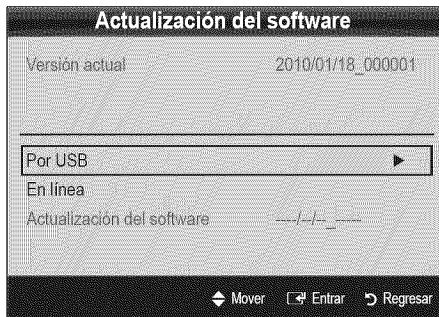 Actualización del software
Versión actual 2010/01/18_000001
Por USB
En línea
Actualización del software ----/--/--_-----
Mover Entrar Regresar